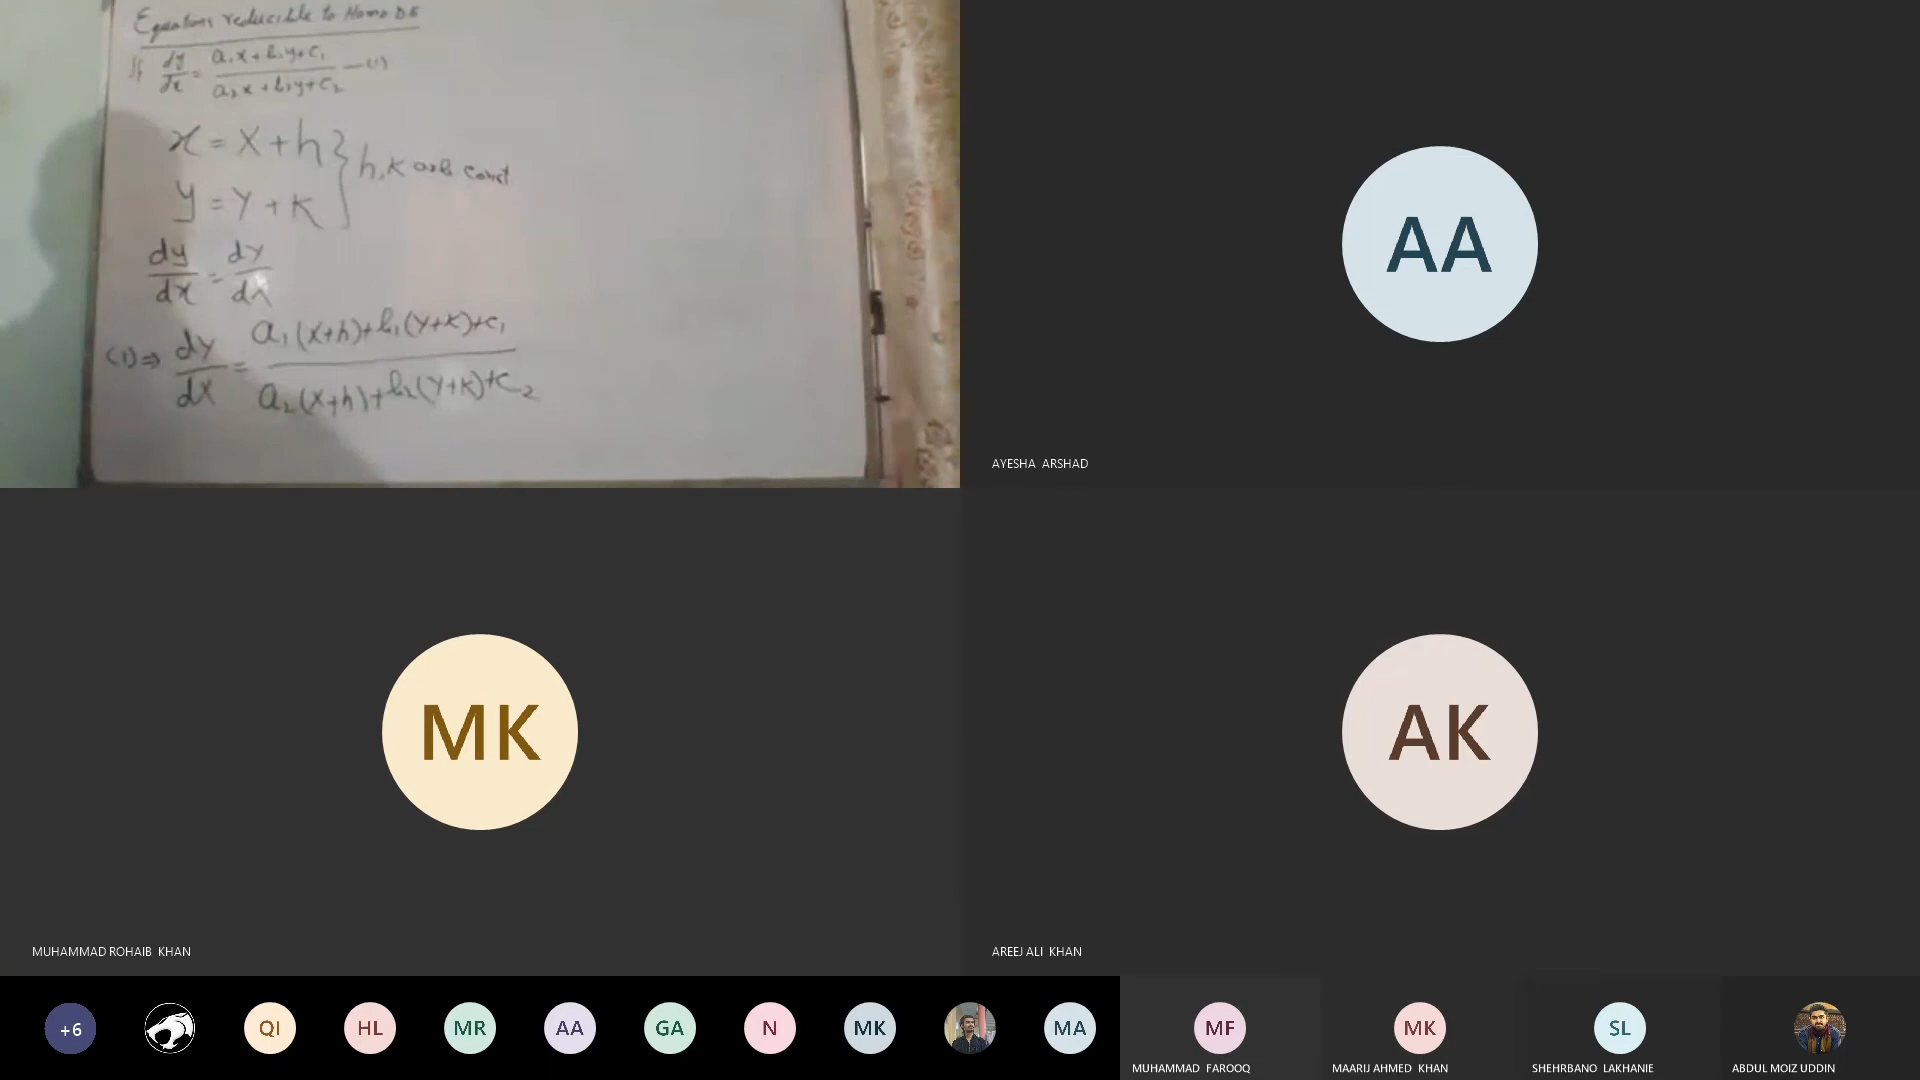 Equations reducible to Homo DE
If dy/dx = a₁x + b₁y + c₁ / a₂x + b₂y + c₂ —(1)
x = X + h
y = Y + K
} h, K arb const
dy/dx = dY/dX
(1) ⇒ dY/dX = a₁(X+h)+b₁(Y+K)+c₁ / a₂(X+h)+b₂(Y+K)+c₂
AA
AYESHA ARSHAD
MK
MUHAMMAD ROHAIB KHAN
AK
AREEJ ALI KHAN
+6
QI
HL
MR
AA
GA
N
MK
MA
MF
MUHAMMAD FAROOQ
MK
MAARIJ AHMED KHAN
SL
SHEHRBANO LAKHANIE
ABDUL MOIZ UDDIN